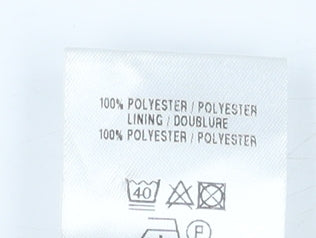 100% POLYESTER / POLYESTER
LINING / DOUBLURE
100% POLYESTER / POLYESTER
40
P